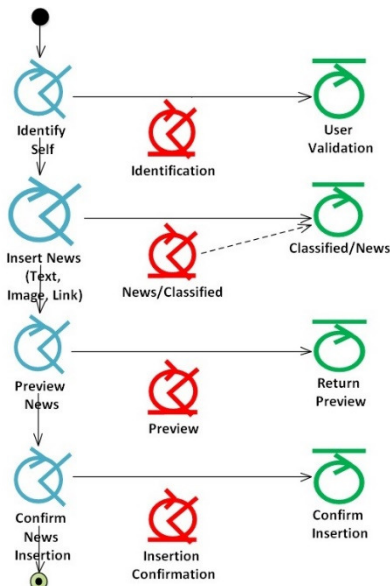 Identify
Self
Identification
User
Validation
Insert News
(Text,
Image, Link)
News/Classified
Classified/News
Preview
News
Preview
Return
Preview
Confirm
News
Insertion
Insertion
Confirmation
Confirm
Insertion